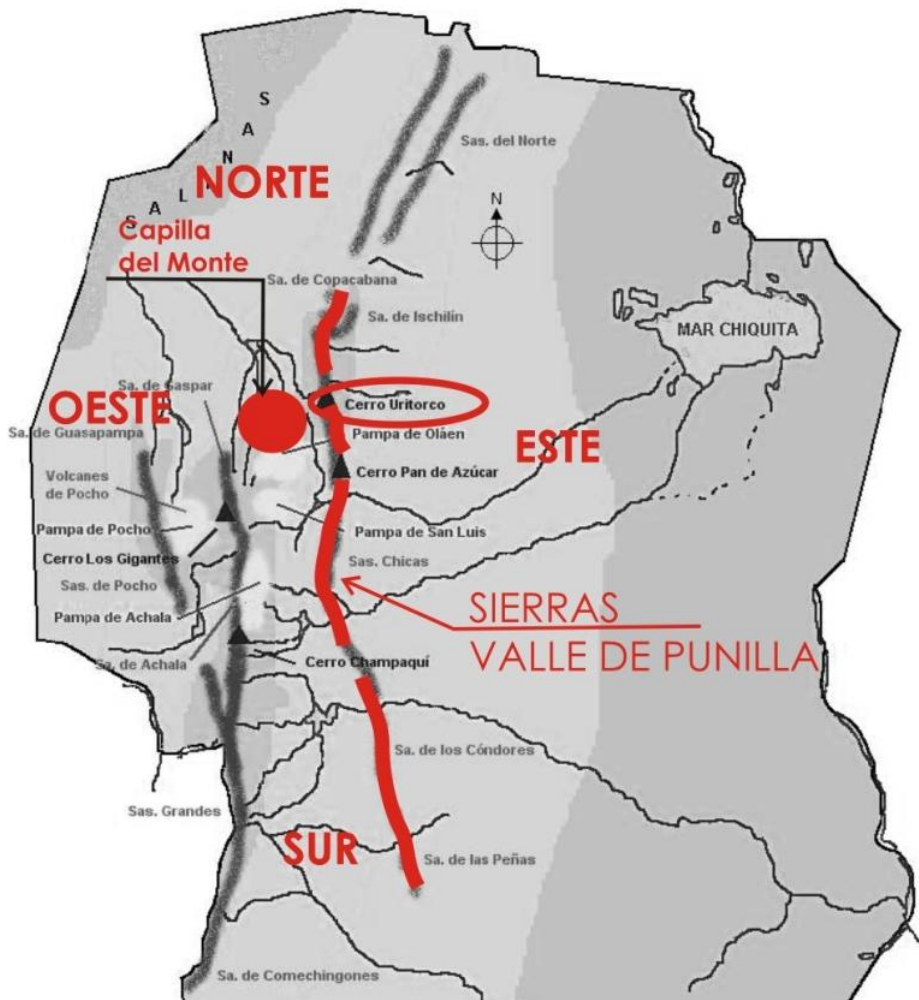 S
A
N
I
L
A
S
NORTE
Sas. del Norte
N
Capilla
del Monte
Sa. de Copacabana
Sa. de Ischilín
MAR CHIQUITA
Sa. de Gaspar
OESTE
Cerro Uritorco
Sa. de Guasapampa
Pampa de Oláen
ESTE
Volcanes
de Pocho
Cerro Pan de Azúcar
Pampa de Pocho
Pampa de San Luis
Cerro Los Gigantes
Sas. Chicas
Sas. de Pocho
Pampa de Achala
SIERRAS
VALLE DE PUNILLA
Sa. de Achala
Cerro Champaquí
Sa. de los Cóndores
Sas. Grandes
SUR
Sa. de las Peñas
Sa. de Comechingones